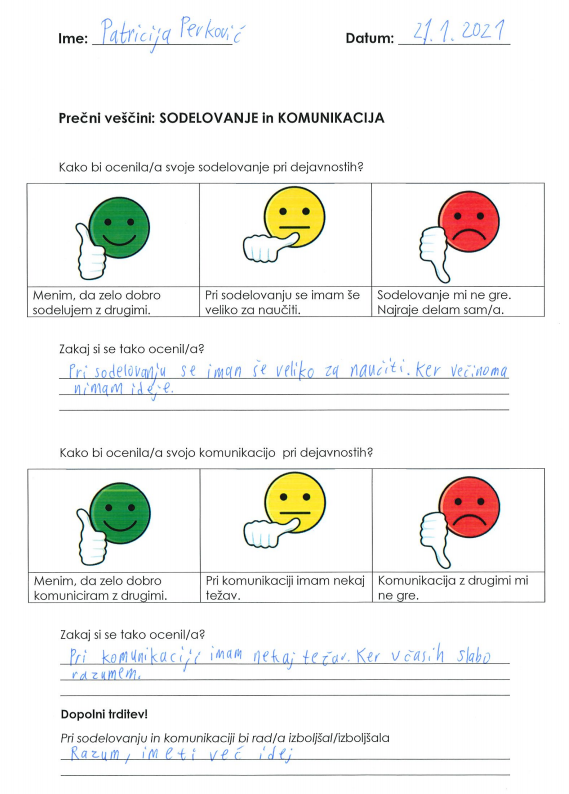 Ime: Patricija Perković Datum: 21.1.2021
Prečni veščini: SODELOVANJE in KOMUNIKACIJA
Kako bi ocenila/a svoje sodelovanje pri dejavnostih?
Menim, da zelo dobro sodelujem z drugimi.
Pri sodelovanju se imam še veliko za naučiti.
Sodelovanje mi ne gre. Najraje delam sam/a.
Zakaj si se tako ocenil/a?
Pri sodelovanju se iman še veliko za naučiti. Ker večinoma
nimam ideje.
Kako bi ocenila/a svojo komunikacijo pri dejavnostih?
Menim, da zelo dobro komuniciram z drugimi.
Pri komunikaciji imam nekaj težav.
Komunikacija z drugimi mi ne gre.
Zakaj si se tako ocenil/a?
Pri komunikaciji imam nekaj težav. Ker včasih slabo
razumem.
Dopolni trditev!
Pri sodelovanju in komunikaciji bi rad/a izboljšal/izboljšala
Razum, imeti več idej